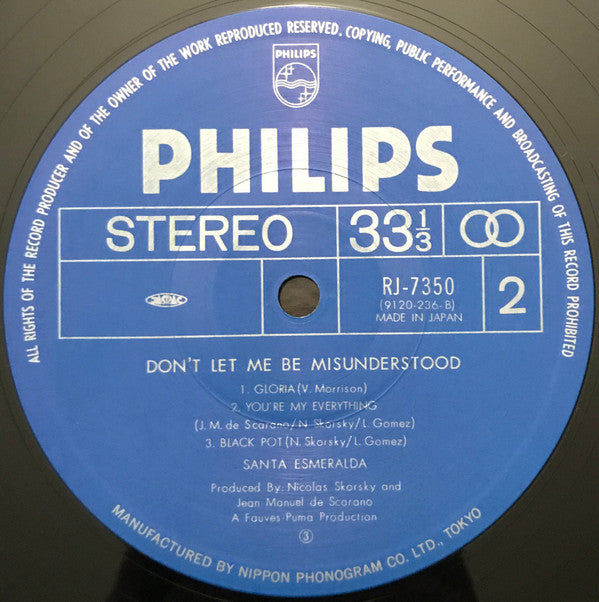 ALL RIGHTS OF THE RECORD PRODUCER AND OF THE OWNER OF THE WORK REPRODUCED RESERVED. COPYING, PUBLIC PERFORMANCE AND BROADCASTING OF THIS RECORD PROHIBITED
PHILIPS
PHILIPS
STEREO 33 1/3
RJ-7350
(9120-236-B)
MADE IN JAPAN
2
DON'T LET ME BE MISUNDERSTOOD
1. GLORIA (V. Morrison)
2. YOU'RE MY EVERYTHING
(J. M. de Scarano/N. Skorsky/L. Gomez)
3. BLACK POT (N. Skorsky/L. Gomez)
SANTA ESMERALDA
Produced By: Nicolas Skorsky and
Jean Manuel de Scarano
A Fauves-Puma Production
③
MANUFACTURED BY NIPPON PHONOGRAM CO. LTD., TOKYO